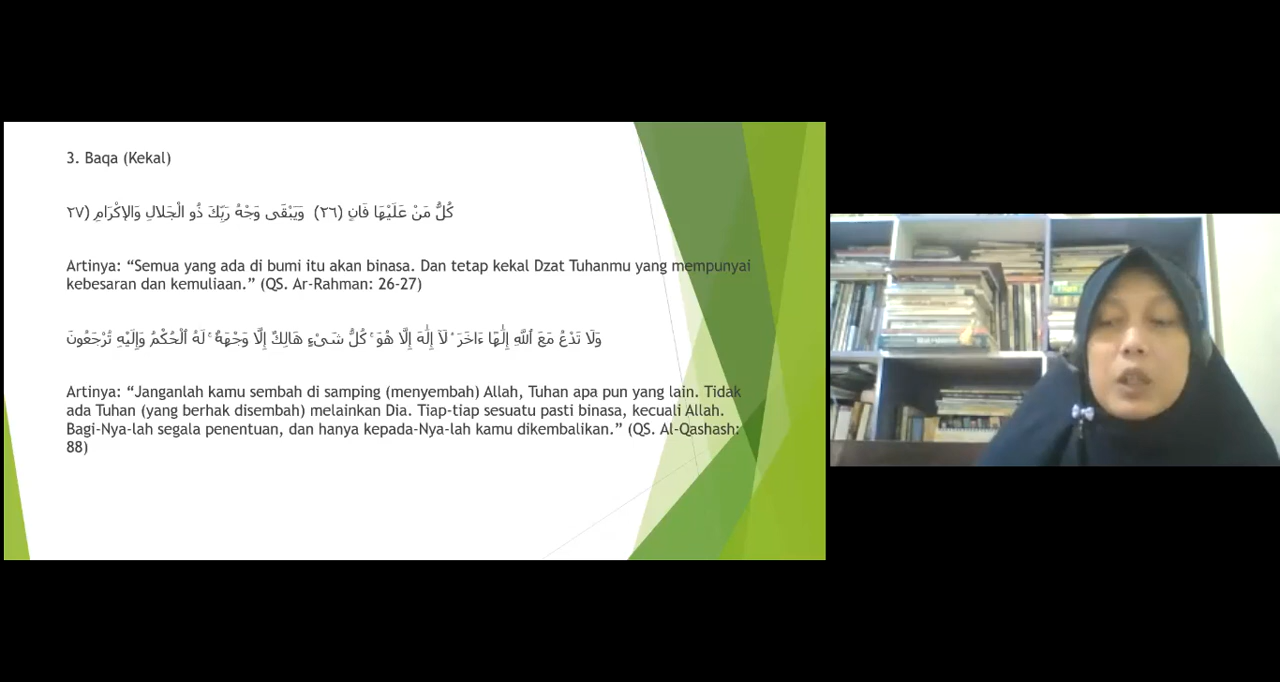 3. Baqa (Kekal)
كُلُّ مَنْ عَلَيْهَا فَانٍ (٢٦) وَيَبْقَى وَجْهُ رَبِّكَ ذُو الْجَلالِ وَالإكْرَامِ (٢٧
Artinya: “Semua yang ada di bumi itu akan binasa. Dan tetap kekal Dzat Tuhanmu yang mempunyai
kebesaran dan kemuliaan.” (QS. Ar-Rahman: 26-27)
وَلَا تَدْعُ مَعَ ٱللَّهِ إِلَٰهًا ءَاخَرَ ۘ لَآ إِلَٰهَ إِلَّا هُوَ ۚ كُلُّ شَىْءٍ هَالِكٌ إِلَّا وَجْهَهُۥ ۚ لَهُ ٱلْحُكْمُ وَإِلَيْهِ تُرْجَعُونَ
Artinya: “Janganlah kamu sembah di samping (menyembah) Allah, Tuhan apa pun yang lain. Tidak
ada Tuhan (yang berhak disembah) melainkan Dia. Tiap-tiap sesuatu pasti binasa, kecuali Allah.
Bagi-Nya-lah segala penentuan, dan hanya kepada-Nya-lah kamu dikembalikan.” (QS. Al-Qashash:
88)